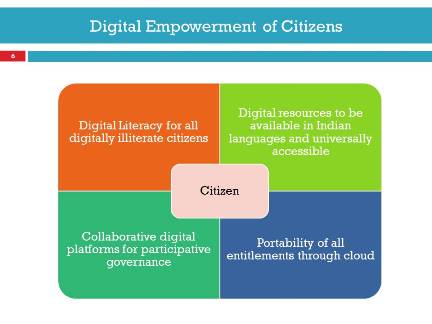 Digital Empowerment of Citizens
6
Digital Literacy for all
digitally illiterate citizens
Digital resources to be
available in Indian
languages and universally
accessible
Citizen
Collaborative digital
platforms for participative
governance
Portability of all
entitlements through cloud